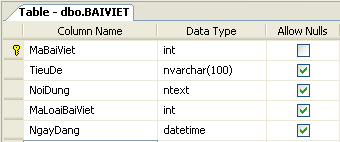 Table - dbo.BAIVIET
Column Name Data Type Allow Nulls
MaBaiViet int
TieuDe nvarchar(100)
NoiDung ntext
MaLoaiBaiViet int
NgayDang datetime